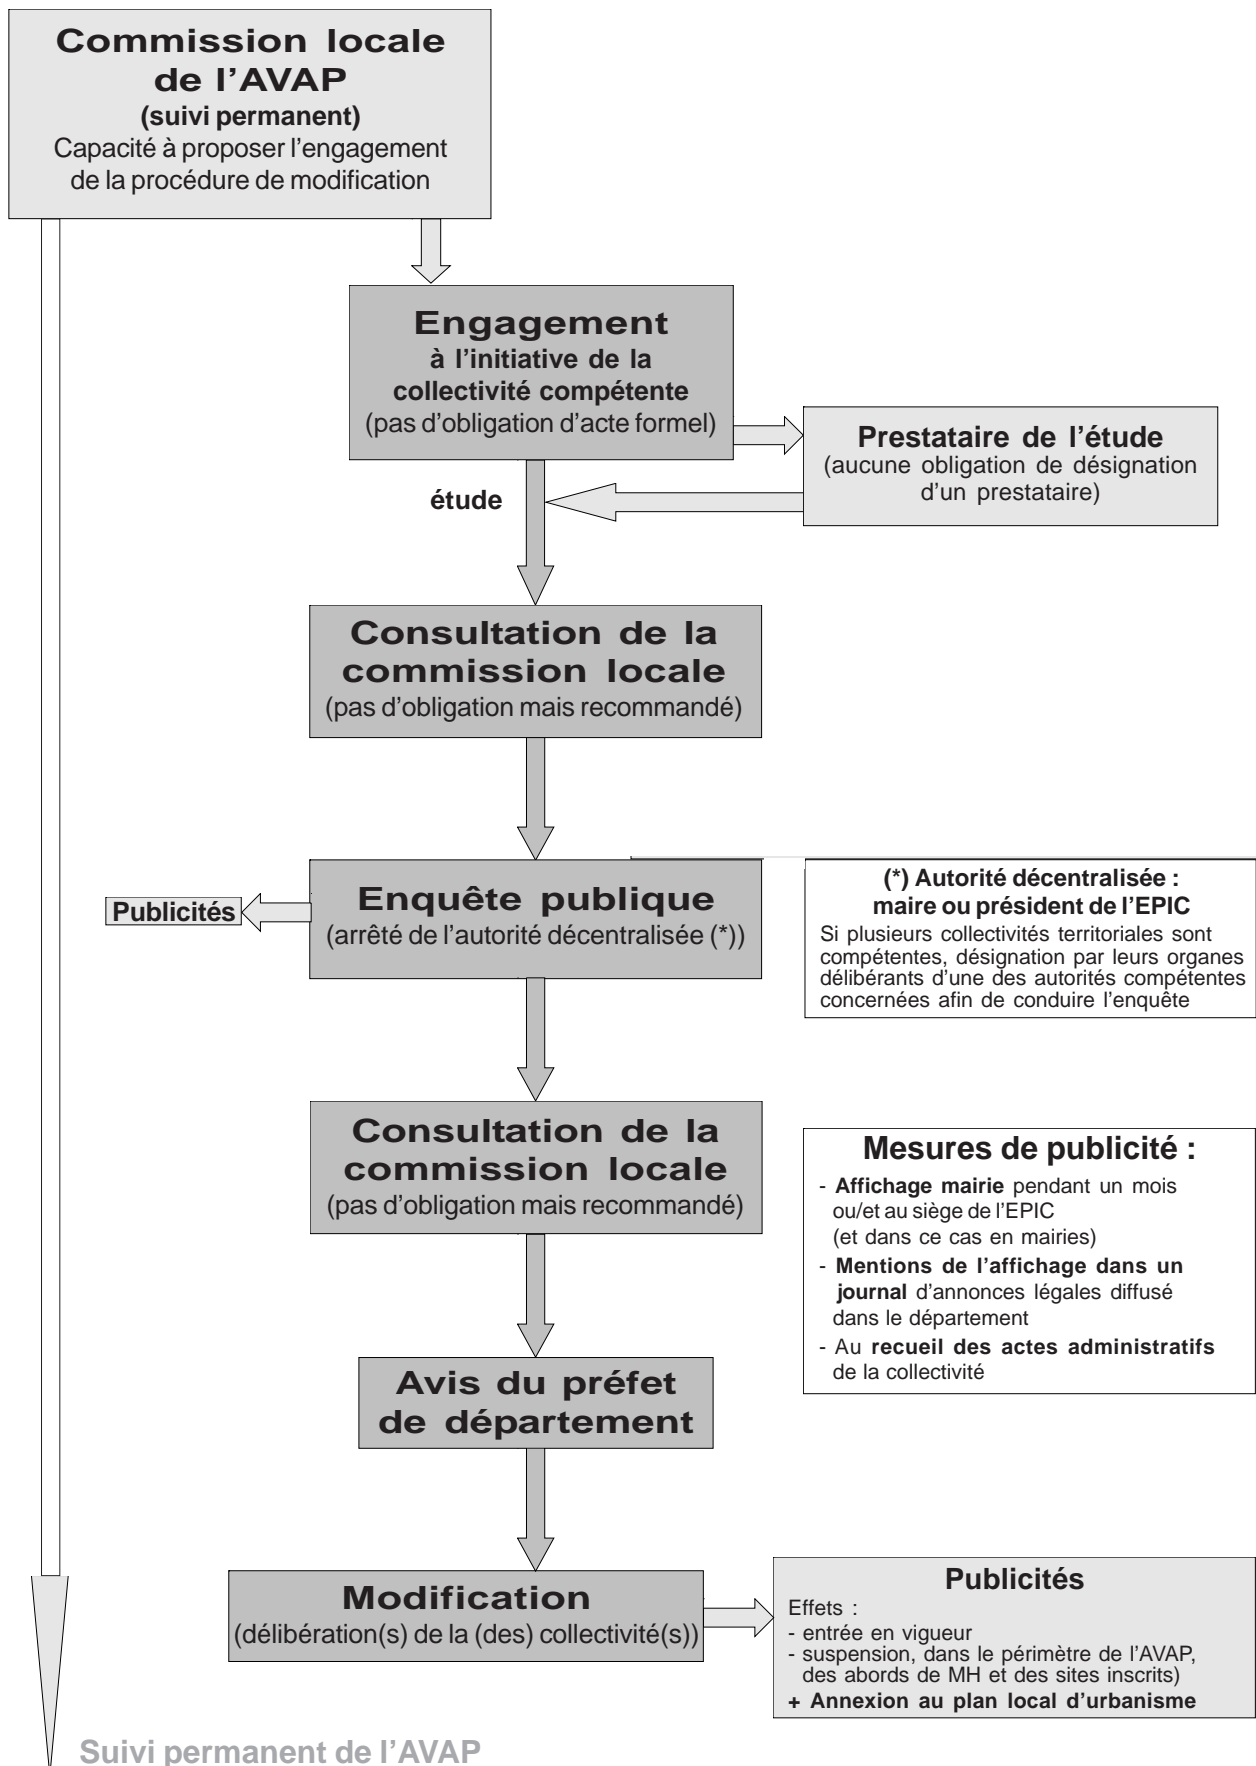 Commission locale
de l'AVAP
(suivi permanent)
Capacité à proposer l'engagement
de la procédure de modification
Engagement
à l'initiative de la
collectivité compétente
(pas d'obligation d'acte formel)
Prestataire de l'étude
(aucune obligation de désignation
d'un prestataire)
étude
Consultation de la
commission locale
(pas d'obligation mais recommandé)
Publicités
Enquête publique
(arrêté de l'autorité décentralisée (*))
(*) Autorité décentralisée :
maire ou président de l'EPIC
Si plusieurs collectivités territoriales sont
compétentes, désignation par leurs organes
délibérants d'une des autorités compétentes
concernées afin de conduire l'enquête
Consultation de la
commission locale
(pas d'obligation mais recommandé)
Mesures de publicité :
- Affichage mairie pendant un mois
ou/et au siège de l'EPIC
(et dans ce cas en mairies)
- Mentions de l'affichage dans un
journal d'annonces légales diffusé
dans le département
- Au recueil des actes administratifs
de la collectivité
Avis du préfet
de département
Modification
(délibération(s) de la (des) collectivité(s))
Publicités
Effets :
- entrée en vigueur
- suspension, dans le périmètre de l'AVAP,
des abords de MH et des sites inscrits)
+ Annexion au plan local d'urbanisme
Suivi permanent de l'AVAP